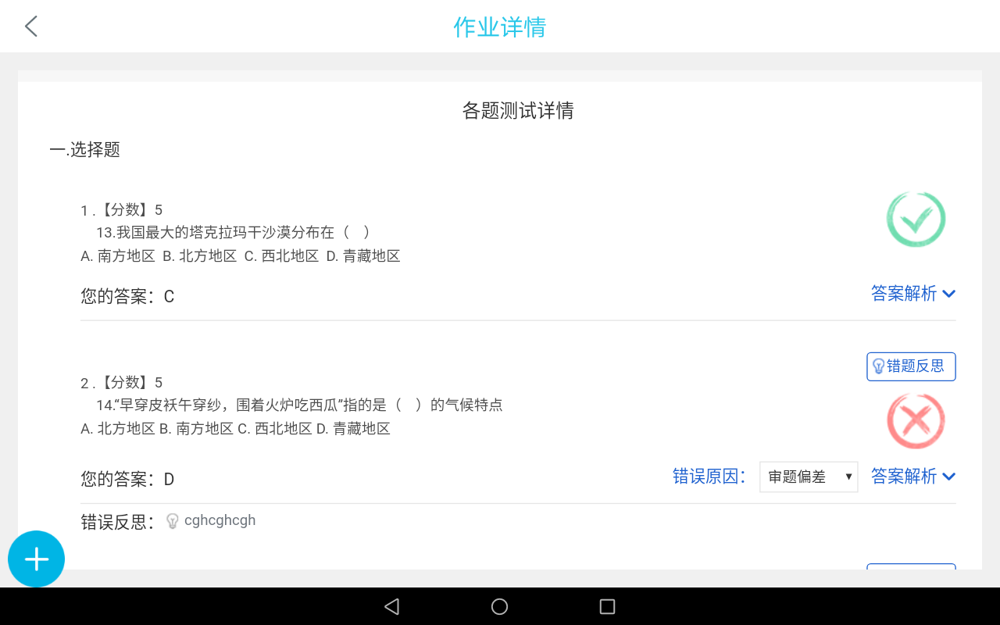 作业详情
各题测试详情
一.选择题
1 .【分数】5
13.我国最大的塔克拉玛干沙漠分布在（　）
A. 南方地区  B. 北方地区  C. 西北地区  D. 青藏地区
您的答案：C
答案解析
错题反思
2 .【分数】5
14.“早穿皮袄午穿纱，围着火炉吃西瓜”指的是（　）的气候特点
A. 北方地区 B. 南方地区 C. 西北地区 D. 青藏地区
您的答案：D
错误原因： 审题偏差 答案解析
错误反思： cghcghcgh